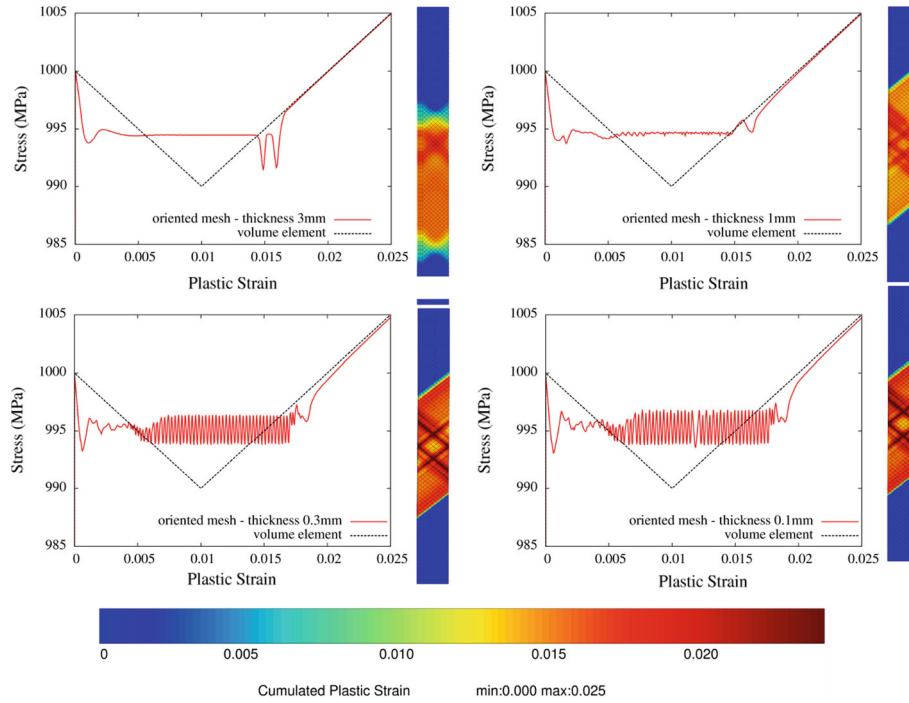 1005
1000
995
990
985
Stress (MPa)
oriented mesh - thickness 3mm
volume element
0 0.005 0.01 0.015 0.02 0.025
Plastic Strain
1005
1000
995
990
985
Stress (MPa)
oriented mesh - thickness 1mm
volume element
0 0.005 0.01 0.015 0.02 0.025
Plastic Strain
1005
1000
995
990
985
Stress (MPa)
oriented mesh - thickness 0.3mm
volume element
0 0.005 0.01 0.015 0.02 0.025
Plastic Strain
1005
1000
995
990
985
Stress (MPa)
oriented mesh - thickness 0.1mm
volume element
0 0.005 0.01 0.015 0.02 0.025
Plastic Strain
0 0.005 0.010 0.015 0.020
Cumulated Plastic Strain min:0.000 max:0.025